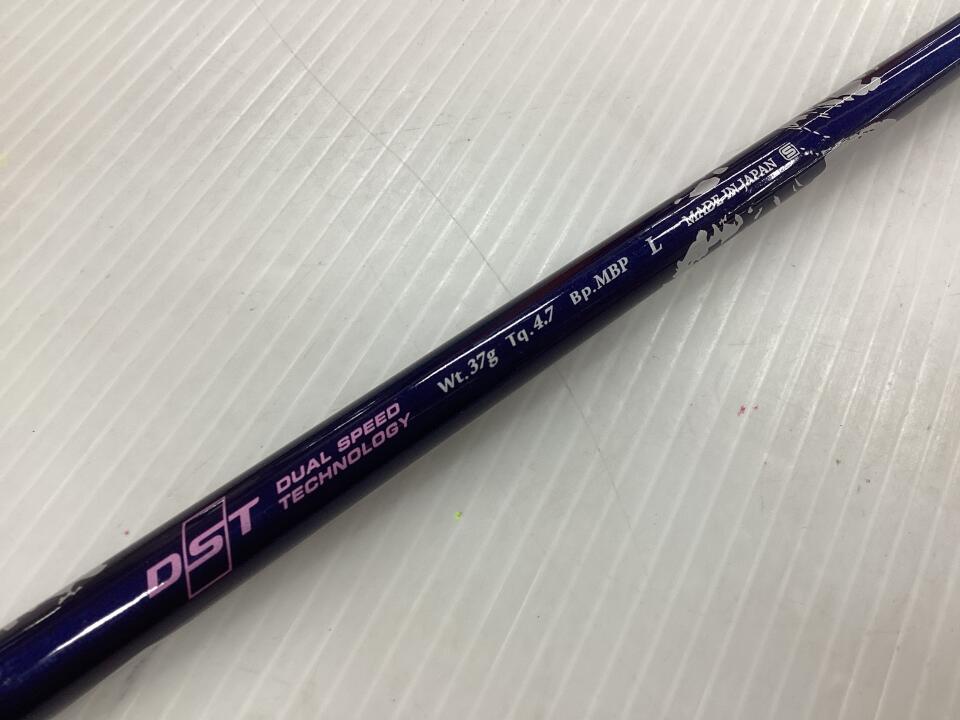 DST
DUAL SPEED
TECHNOLOGY
Wt.37g Tq.4.7 Bp.MBP L MADE IN JAPAN S